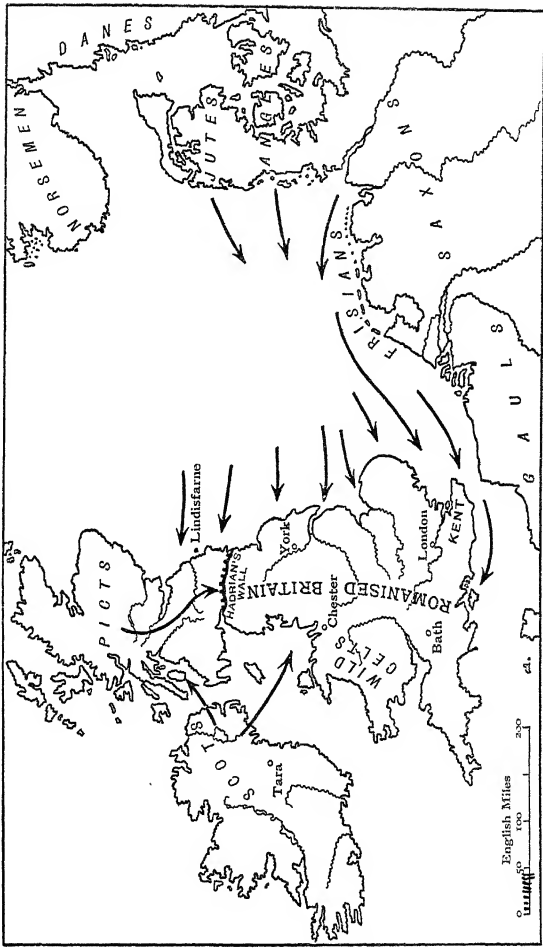 NORSEMEN
DANES
PICTS
Lindisfarne
JUTES
ANGLES
HADRIAN'S
WALL
SCOTS
York
ROMANISED BRITAIN
FRISIANS
SAXONS
Tara
Chester
WILD
CELTS
London
KENT
Bath
GAULS
English Miles
0 50 100 200